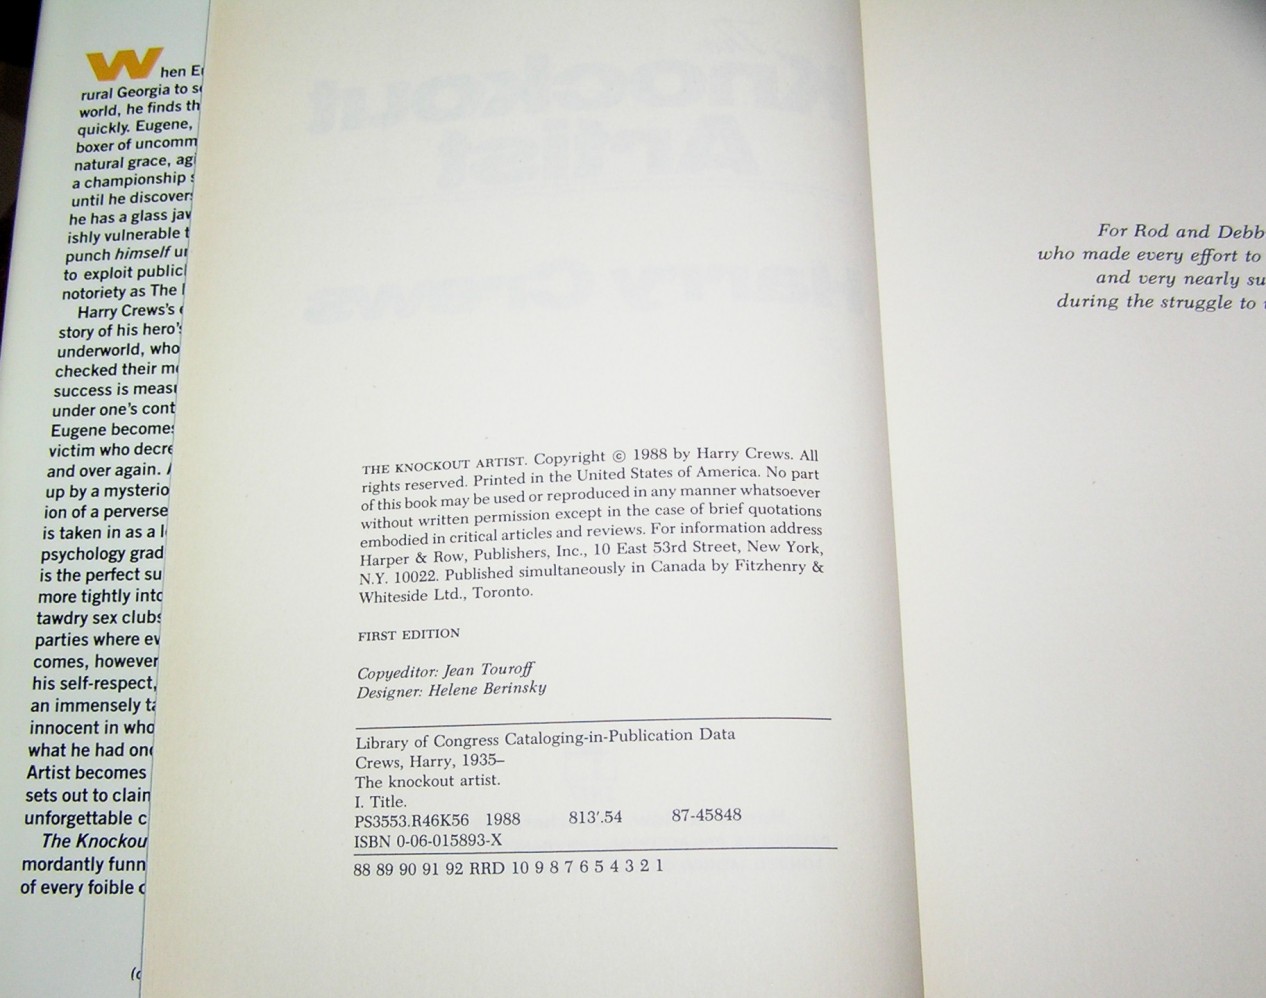 When E
rural Georgia to s
world, he finds th
quickly. Eugene,
boxer of uncomm
natural grace, agi
a championship s
until he discovers
he has a glass jaw
ishly vulnerable t
punch himself u
to exploit public
notoriety as The
Harry Crews's
story of his hero's
underworld, who
checked their m
success is meas
under one's cont
Eugene becomes
victim who decre
and over again.
up by a mysterio
ion of a perverse
is taken in as a l
psychology grad
is the perfect su
more tightly into
tawdry sex clubs
parties where ev
comes, however
his self-respect,
an immensely ta
innocent in who
what he had on
Artist becomes
sets out to claim
unforgettable c
The Knockou
mordantly funn
of every foible
THE KNOCKOUT ARTIST. Copyright © 1988 by Harry Crews. All
rights reserved. Printed in the United States of America. No part
of this book may be used or reproduced in any manner whatsoever
without written permission except in the case of brief quotations
embodied in critical articles and reviews. For information address
Harper & Row, Publishers, Inc., 10 East 53rd Street, New York,
N.Y. 10022. Published simultaneously in Canada by Fitzhenry &
Whiteside Ltd., Toronto.
FIRST EDITION
Copyeditor: Jean Touroff
Designer: Helene Berinsky
Library of Congress Cataloging-in-Publication Data
Crews, Harry, 1935–
The knockout artist.
I. Title.
PS3553.R46K56 1988 813'.54 87-45848
ISBN 0-06-015893-X
88 89 90 91 92 RRD 10 9 8 7 6 5 4 3 2 1
For Rod and Debb
who made every effort to
and very nearly su
during the struggle to